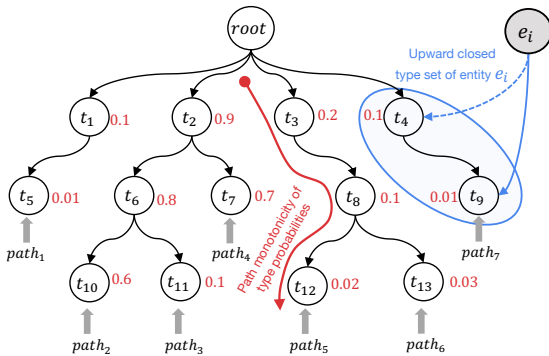 root
e_i
Upward closed
type set of entity e_i
t_1 0.1
t_2 0.9
t_3 0.2
0.1 t_4
t_5 0.01
t_6 0.8
t_7 0.7
t_8 0.1
0.01 t_9
path_1
path_4
path_7
Path monotonicity of
type probabilities
t_10 0.6
t_11 0.1
t_12 0.02
t_13 0.03
path_2
path_3
path_5
path_6